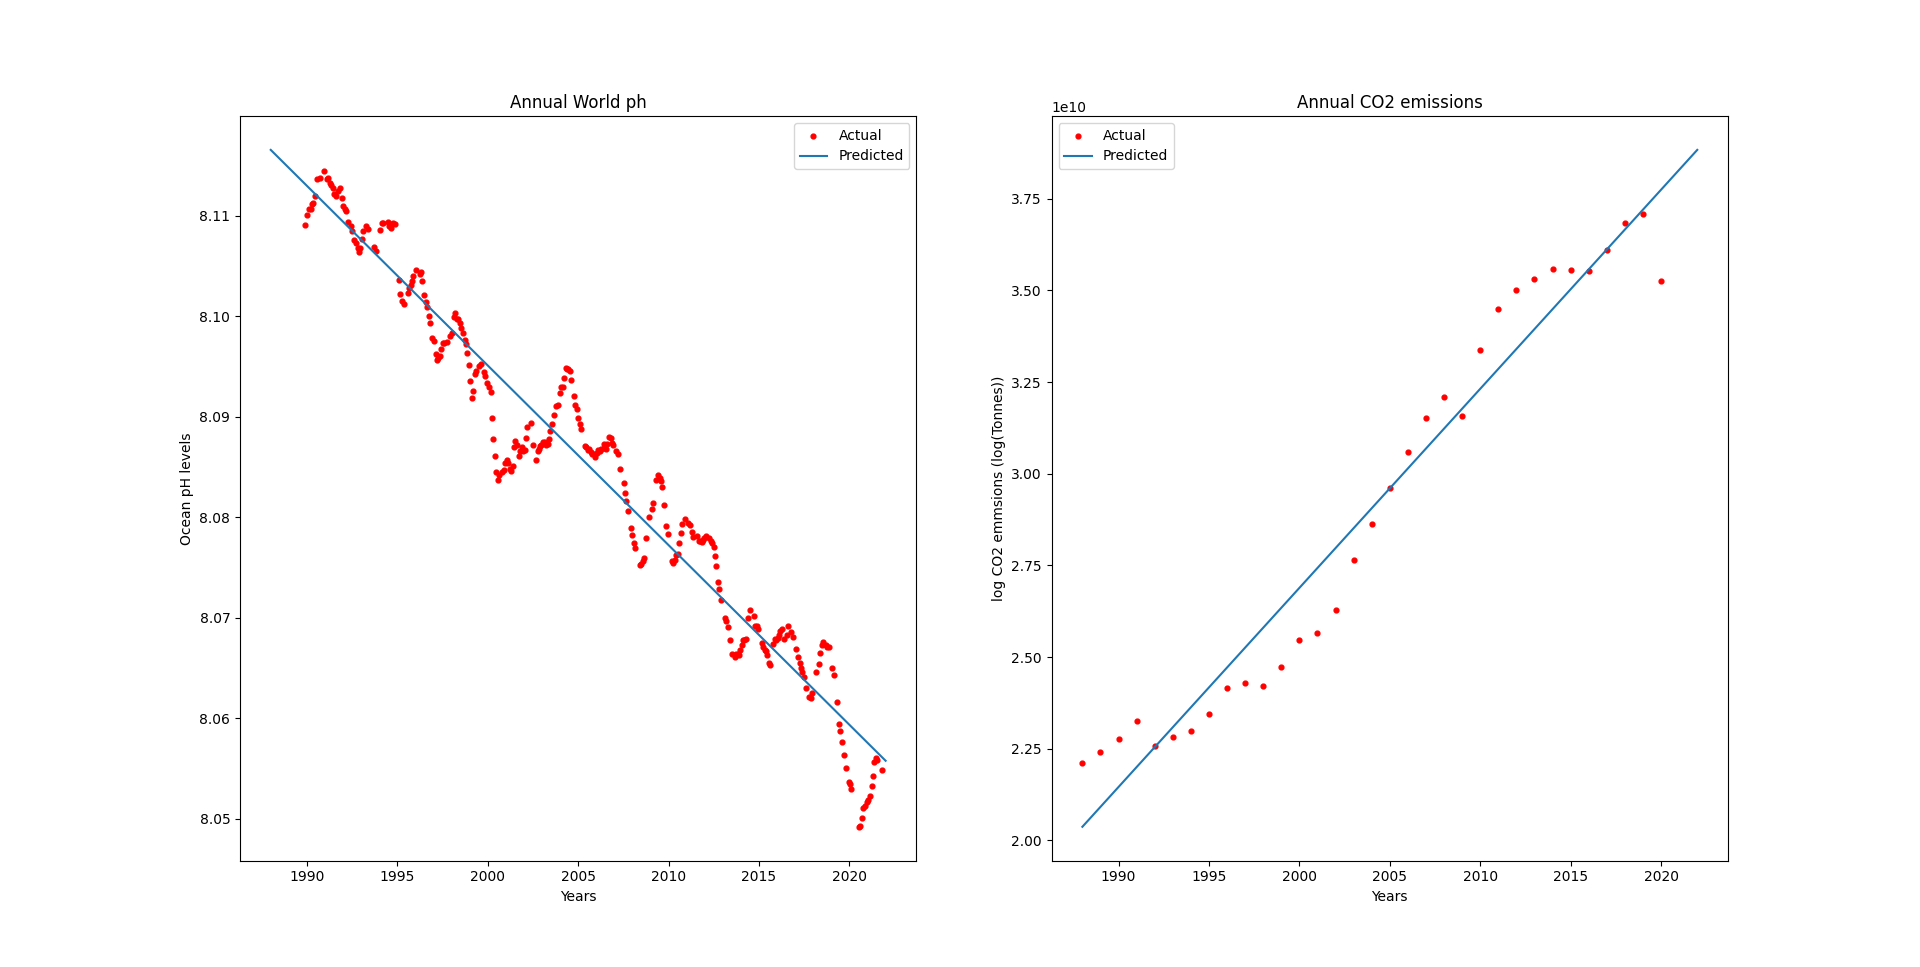 Annual World ph
Actual
Predicted
Ocean pH levels
8.11
8.10
8.09
8.08
8.07
8.06
8.05
1990 1995 2000 2005 2010 2015 2020
Years
Annual CO2 emissions
1e10
Actual
Predicted
log CO2 emmsions (log(Tonnes))
3.75
3.50
3.25
3.00
2.75
2.50
2.25
2.00
1990 1995 2000 2005 2010 2015 2020
Years